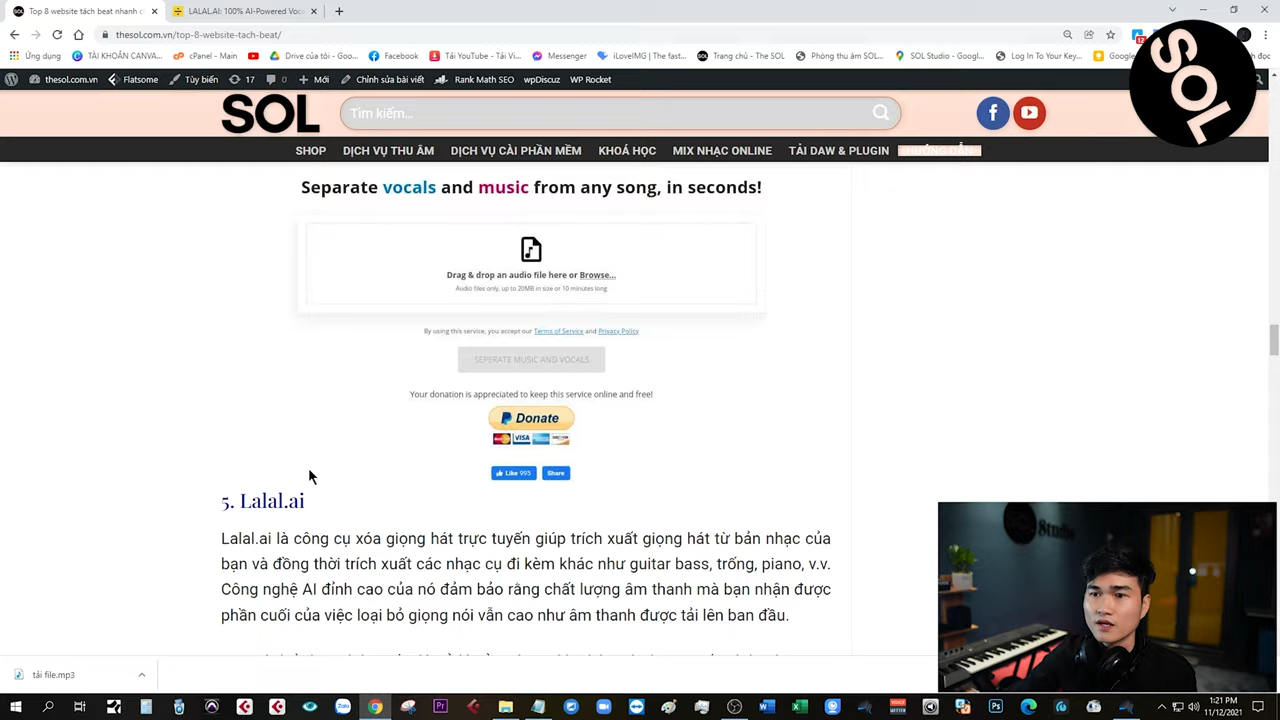 Top 8 website tách beat nhanh c
LALAL.AI: 100% AI-Powered Voca
thesol.com.vn/top-8-website-tach-beat/
12
Ứng dụng
TÀI KHOẢN CANVA...
cPanel - Main
Drive của tôi - Goo...
Facebook
Tải YouTube - Tải Vi...
Messenger
iLoveIMG | The fast...
Trang chủ - The SOL
Phòng thu âm SOL...
SOL Studio - Googl...
Log In To Your Key...
thesol.com.vn
Flatsome
Tùy biến
17
0
Mới
Chỉnh sửa bài viết
Rank Math SEO
wpDiscuz
WP Rocket
SOL
SOL
Tìm kiếm...
SHOP
DỊCH VỤ THU ÂM
DỊCH VỤ CÀI PHẦN MỀM
KHOÁ HỌC
MIX NHẠC ONLINE
TẢI DAW & PLUGIN
HƯỚNG DẪN
Separate vocals and music from any song, in seconds!
Drag & drop an audio file here or Browse...
Audio files only, up to 20MB in size or 10 minutes long
By using this service, you accept our Terms of Service and Privacy Policy
SEPERATE MUSIC AND VOCALS
Your donation is appreciated to keep this service online and free!
Donate
VISA
Like 995
Share
5. Lalal.ai
Lalal.ai là công cụ xóa giọng hát trực tuyến giúp trích xuất giọng hát từ bản nhạc của
bạn và đồng thời trích xuất các nhạc cụ đi kèm khác như guitar bass, trống, piano, v.v.
Công nghệ AI đỉnh cao của nó đảm bảo rằng chất lượng âm thanh mà bạn nhận được
phần cuối của việc loại bỏ giọng nói vẫn cao như âm thanh được tải lên ban đầu.
tải file.mp3
1:21 PM
11/12/2021